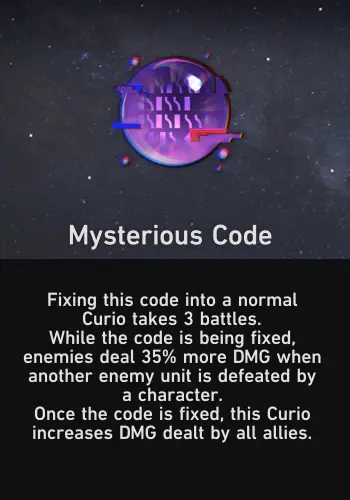 Mysterious Code
Fixing this code into a normal
Curio takes 3 battles.
While the code is being fixed,
enemies deal 35% more DMG when
another enemy unit is defeated by
a character.
Once the code is fixed, this Curio
increases DMG dealt by all allies.